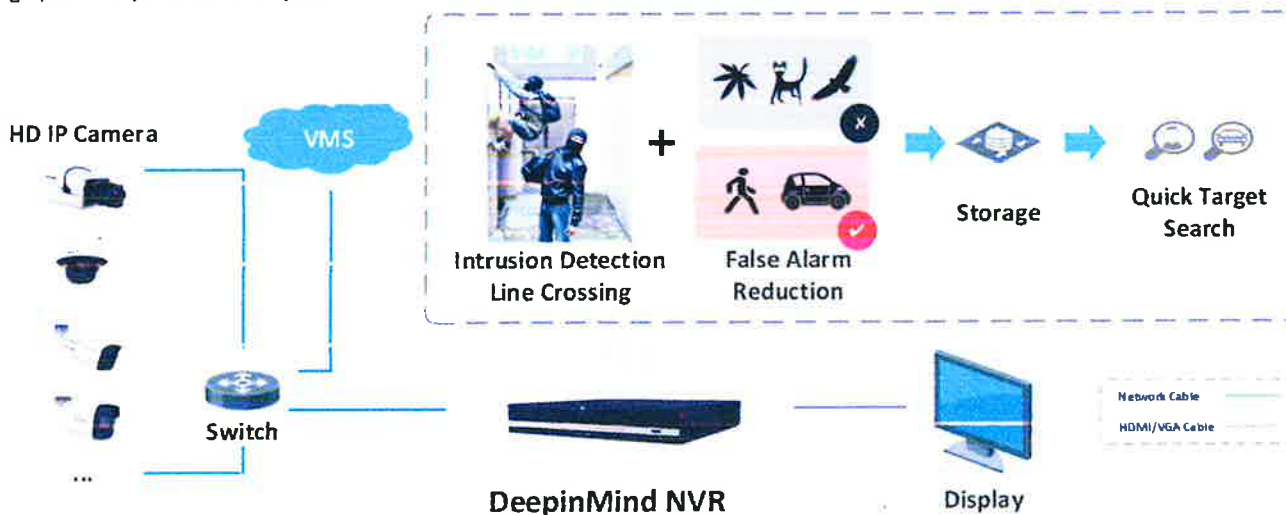 HD IP Camera
VMS
+
Intrusion Detection
Line Crossing
False Alarm
Reduction
Storage
Quick Target
Search
Switch
...
DeepinMind NVR
Display
Network Cable
HDMI/VGA Cable